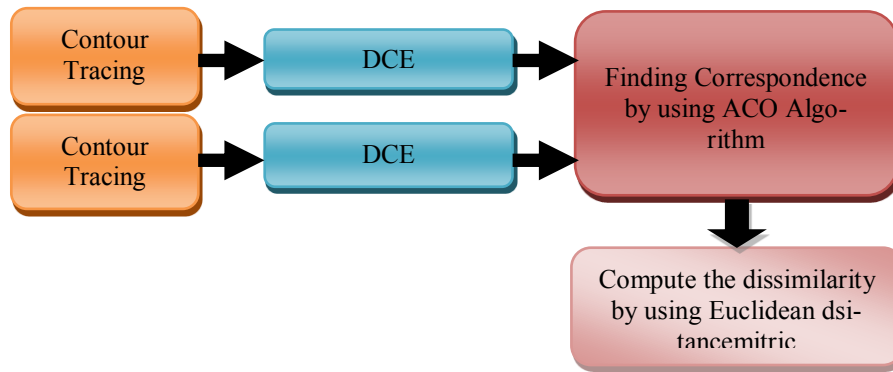 Contour
Tracing
DCE
Finding Correspondence
by using ACO Algo-
rithm
Contour
Tracing
DCE
Compute the dissimilarity
by using Euclidean dsi-
tancemitric